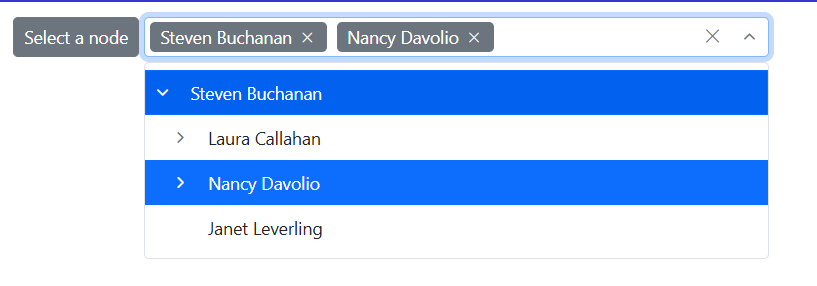 Select a node Steven Buchanan Nancy Davolio
Steven Buchanan
Laura Callahan
Nancy Davolio
Janet Leverling